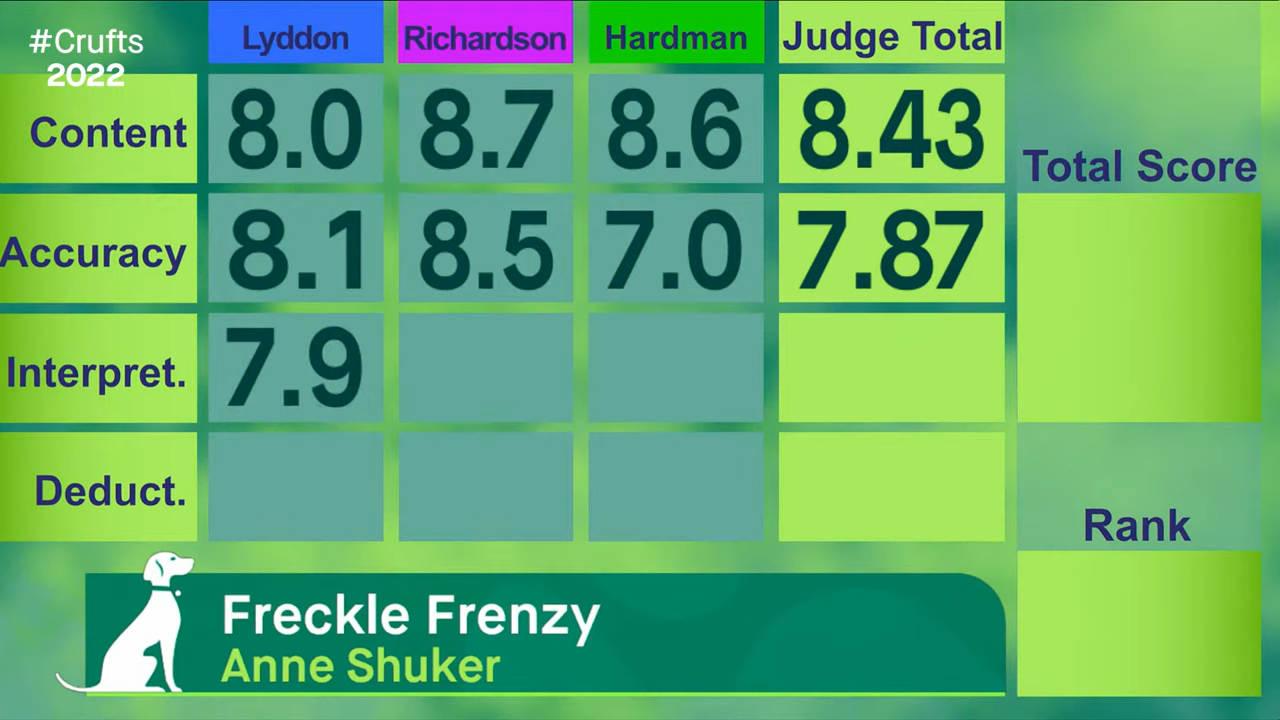 #Crufts
2022
Lyddon Richardson Hardman Judge Total
Content 8.0 8.7 8.6 8.43
Total Score
Accuracy 8.1 8.5 7.0 7.87
Interpret. 7.9
Deduct.
Rank
Freckle Frenzy
Anne Shuker